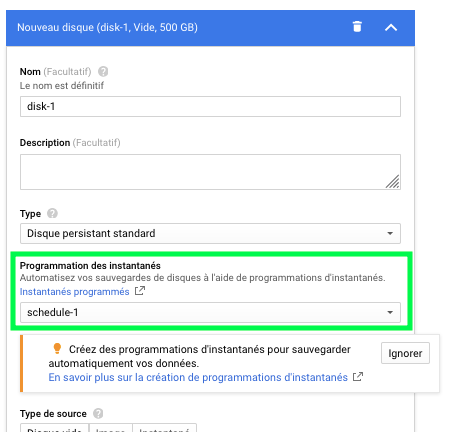 Nouveau disque (disk-1, Vide, 500 GB)
Nom (Facultatif)
Le nom est définitif
disk-1
Description (Facultatif)
Type
Disque persistant standard
Programmation des instantanés
Automatisez vos sauvegardes de disques à l'aide de programmations d'instantanés.
Instantanés programmés
schedule-1
Créez des programmations d'instantanés pour sauvegarder
automatiquement vos données.
Ignorer
En savoir plus sur la création de programmations d'instantanés
Type de source
Disque vide Image Instantané